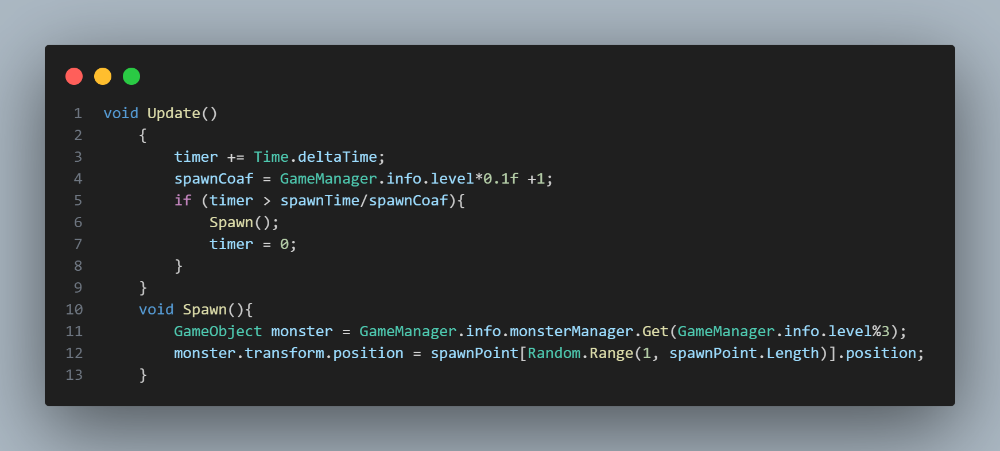 1 void Update()
2 {
3 timer += Time.deltaTime;
4 spawnCoaf = GameManager.info.level*0.1f +1;
5 if (timer > spawnTime/spawnCoaf){
6 Spawn();
7 timer = 0;
8 }
9 }
10 void Spawn(){
11 GameObject monster = GameManager.info.monsterManager.Get(GameManager.info.level%3);
12 monster.transform.position = spawnPoint[Random.Range(1, spawnPoint.Length)].position;
13 }